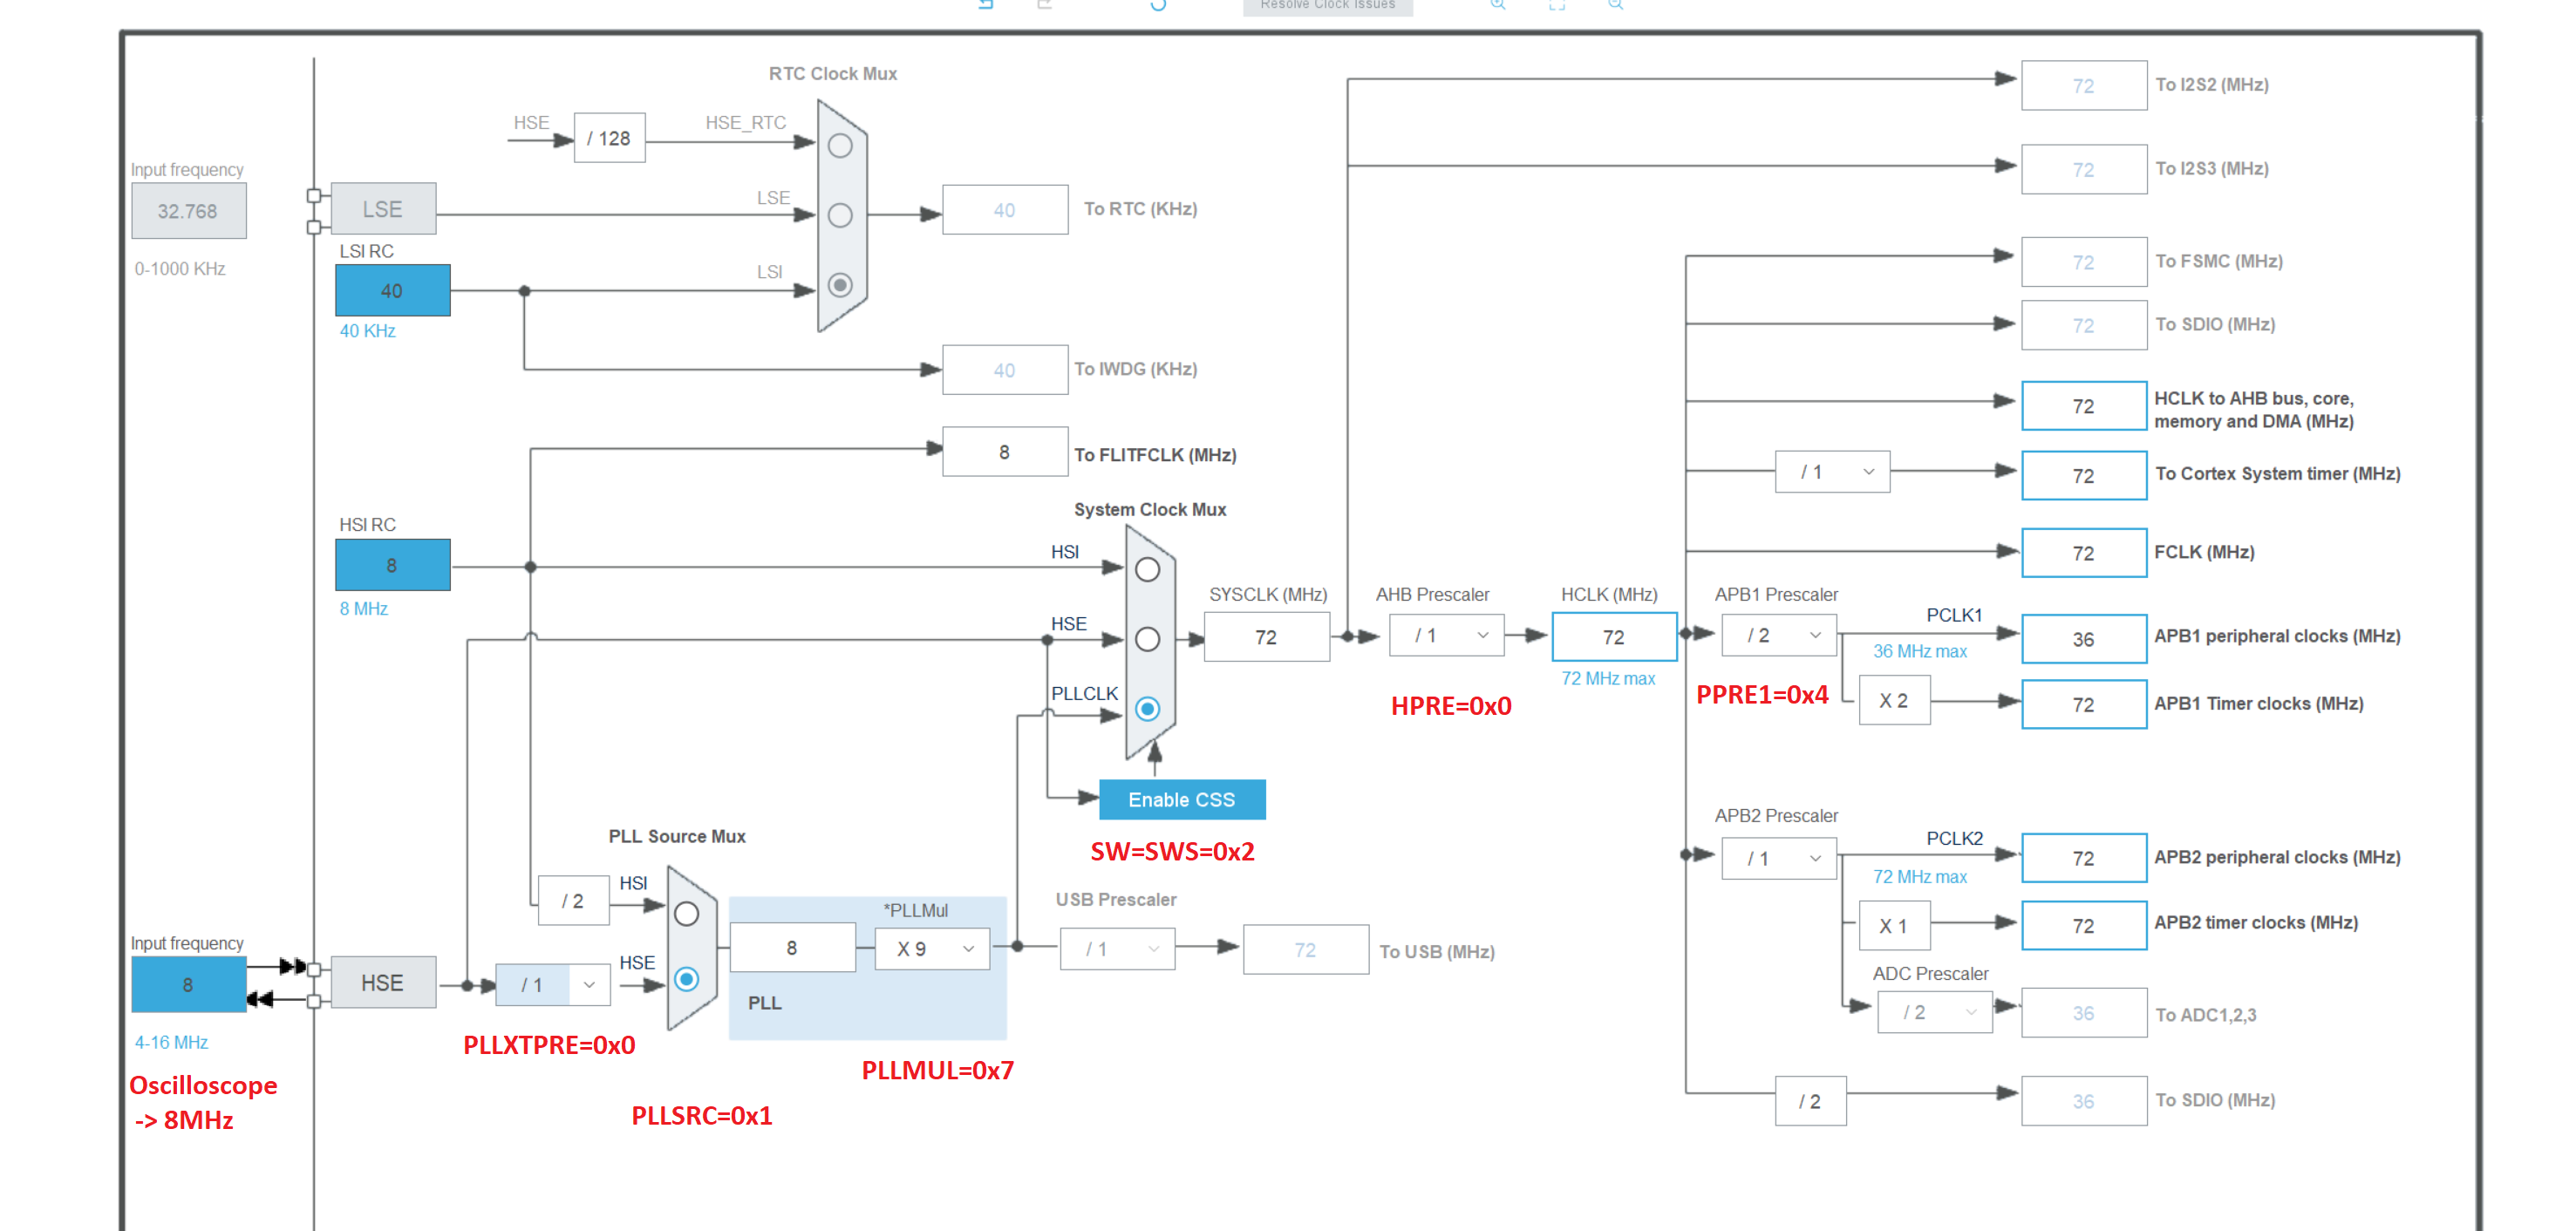 Resolve Clock Issues
RTC Clock Mux
HSE
/ 128
HSE_RTC
72
To I2S2 (MHz)
72
To I2S3 (MHz)
Input frequency
32.768
0-1000 KHz
LSE
LSE
40
To RTC (KHz)
LSI RC
40
40 KHz
LSI
40
To IWDG (KHz)
72
To FSMC (MHz)
72
To SDIO (MHz)
72
HCLK to AHB bus, core,
memory and DMA (MHz)
8
To FLITFCLK (MHz)
/ 1
72
To Cortex System timer (MHz)
HSI RC
8
8 MHz
System Clock Mux
HSI
HSE
PLLCLK
72
FCLK (MHz)
SYSCLK (MHz)
72
AHB Prescaler
/ 1
HCLK (MHz)
72
72 MHz max
APB1 Prescaler
/ 2
PCLK1
36 MHz max
36
APB1 peripheral clocks (MHz)
X 2
72
APB1 Timer clocks (MHz)
HPRE=0x0
PPRE1=0x4
Enable CSS
SW=SWS=0x2
APB2 Prescaler
/ 1
PCLK2
72 MHz max
72
APB2 peripheral clocks (MHz)
X 1
72
APB2 timer clocks (MHz)
PLL Source Mux
/ 2
HSI
HSE
*PLLMul
8
X 9
PLL
USB Prescaler
/ 1
72
To USB (MHz)
ADC Prescaler
/ 2
36
To ADC1,2,3
Input frequency
8
4-16 MHz
HSE
/ 1
PLLXTPRE=0x0
PLLMUL=0x7
PLLSRC=0x1
Oscilloscope
-> 8MHz
/ 2
36
To SDIO (MHz)